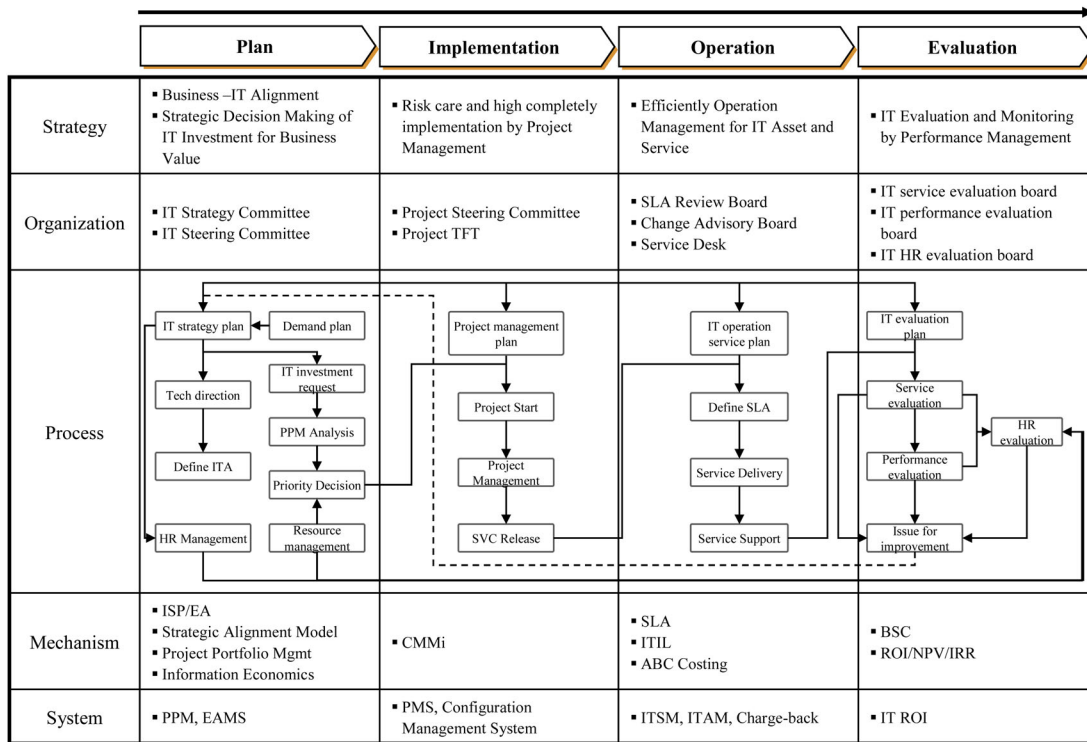 Plan
Implementation
Operation
Evaluation
Strategy
▪ Business –IT Alignment
▪ Strategic Decision Making of
IT Investment for Business
Value
▪ Risk care and high completely
implementation by Project
Management
▪ Efficiently Operation
Management for IT Asset and
Service
▪ IT Evaluation and Monitoring
by Performance Management
Organization
▪ IT Strategy Committee
▪ IT Steering Committee
▪ Project Steering Committee
▪ Project TFT
▪ SLA Review Board
▪ Change Advisory Board
▪ Service Desk
▪ IT service evaluation board
▪ IT performance evaluation
board
▪ IT HR evaluation board
Process
IT strategy plan
Demand plan
IT investment
request
Tech direction
PPM Analysis
Define ITA
Priority Decision
HR Management
Resource
management
Project management
plan
Project Start
Project
Management
SVC Release
IT operation
service plan
Define SLA
Service Delivery
Service Support
IT evaluation
plan
Service
evaluation
HR
evaluation
Performance
evaluation
Issue for
improvement
Mechanism
▪ ISP/EA
▪ Strategic Alignment Model
▪ Project Portfolio Mgmt
▪ Information Economics
▪ CMMi
▪ SLA
▪ ITIL
▪ ABC Costing
▪ BSC
▪ ROI/NPV/IRR
System
▪ PPM, EAMS
▪ PMS, Configuration
Management System
▪ ITSM, ITAM, Charge-back
▪ IT ROI